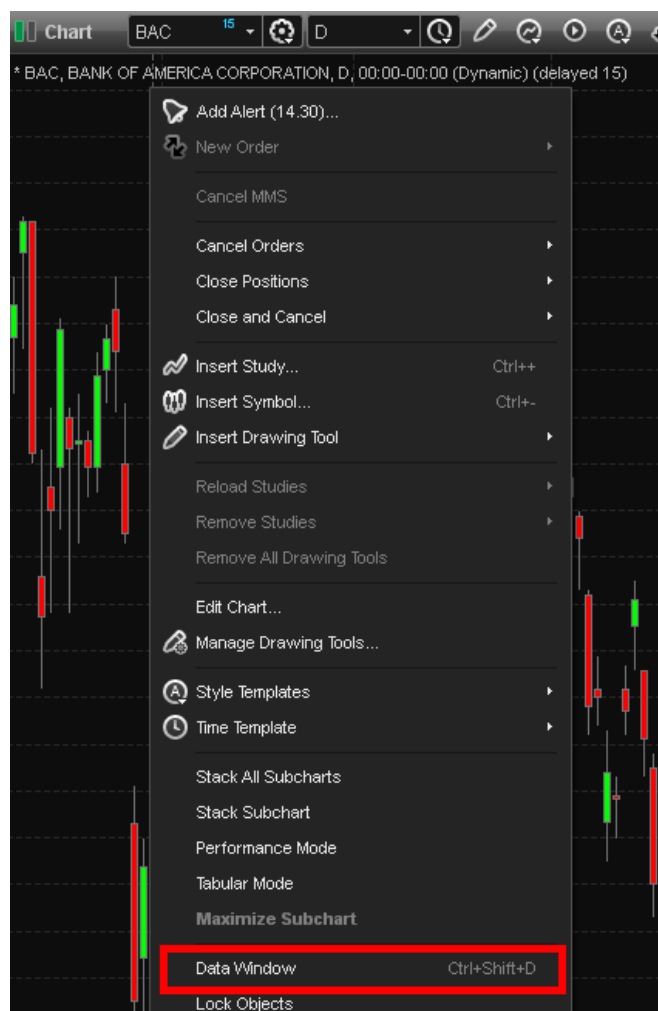 Chart BAC 15 D
* BAC, BANK OF AMERICA CORPORATION, D, 00:00-00:00 (Dynamic) (delayed 15)
Add Alert (14.30)...
New Order
Cancel MMS
Cancel Orders
Close Positions
Close and Cancel
Insert Study... Ctrl++
Insert Symbol... Ctrl+-
Insert Drawing Tool
Reload Studies
Remove Studies
Remove All Drawing Tools
Edit Chart...
Manage Drawing Tools...
Style Templates
Time Template
Stack All Subcharts
Stack Subchart
Performance Mode
Tabular Mode
Maximize Subchart
Data Window Ctrl+Shift+D
Lock Objects